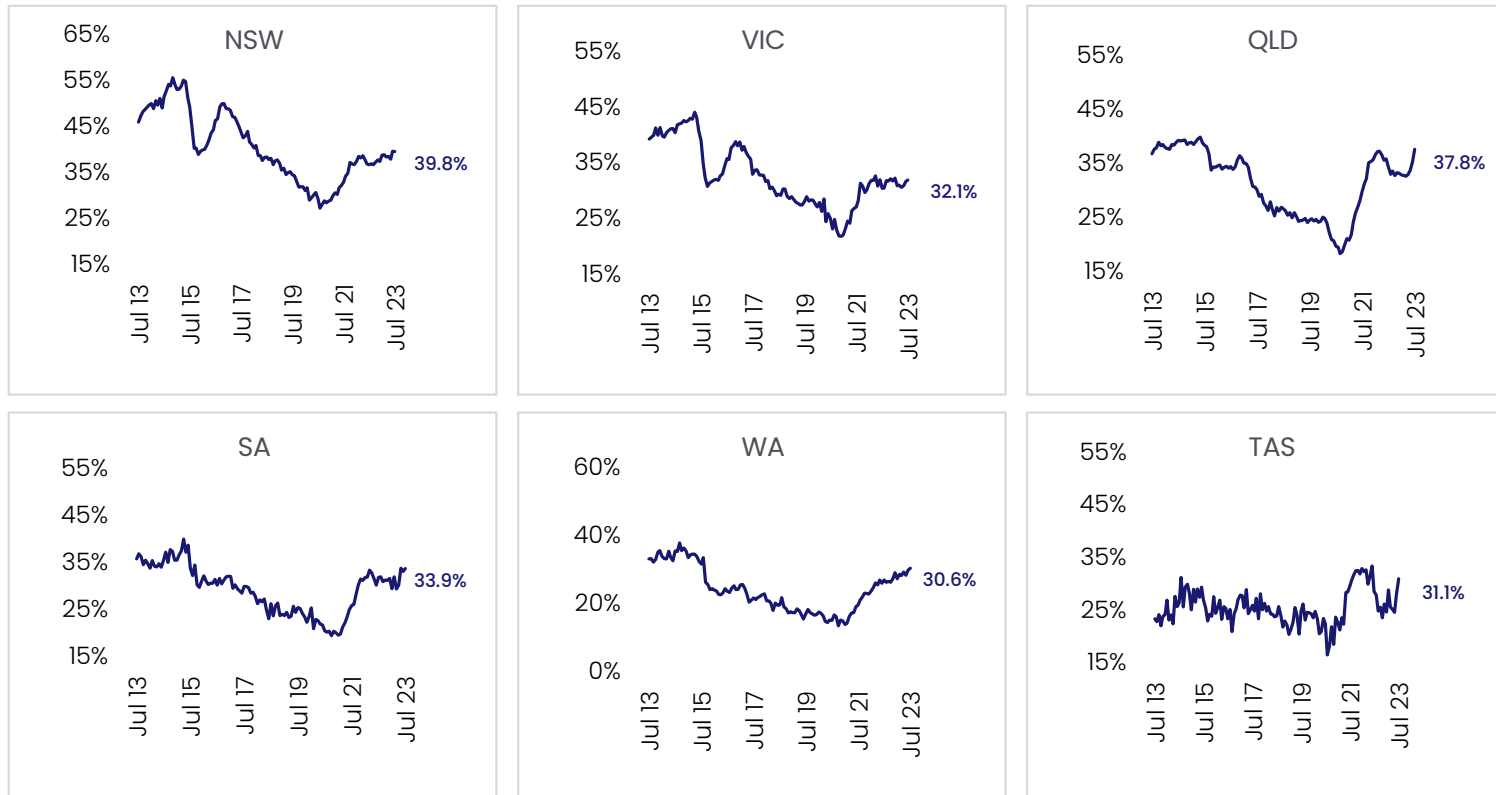 NSW
65%
55%
45%
35%
25%
15%
39.8%
Jul 13
Jul 15
Jul 17
Jul 19
Jul 21
Jul 23
VIC
55%
45%
35%
25%
15%
32.1%
Jul 13
Jul 15
Jul 17
Jul 19
Jul 21
Jul 23
QLD
55%
45%
35%
25%
15%
37.8%
Jul 13
Jul 15
Jul 17
Jul 19
Jul 21
Jul 23
SA
55%
45%
35%
25%
15%
33.9%
Jul 13
Jul 15
Jul 17
Jul 19
Jul 21
Jul 23
WA
60%
40%
20%
0%
30.6%
Jul 13
Jul 15
Jul 17
Jul 19
Jul 21
Jul 23
TAS
55%
45%
35%
25%
15%
31.1%
Jul 13
Jul 15
Jul 17
Jul 19
Jul 21
Jul 23